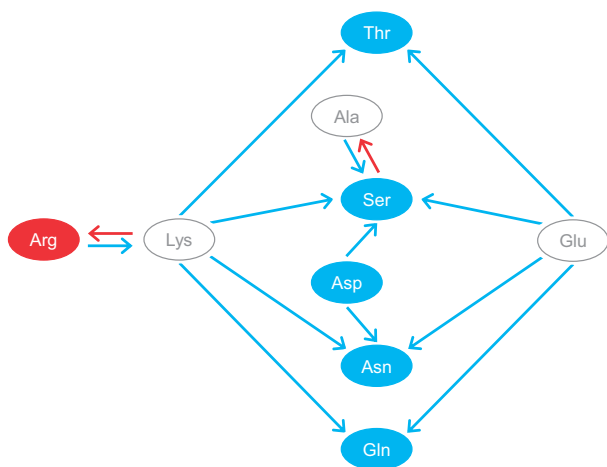 Thr
Ala
Ser
Arg
Lys
Glu
Asp
Asn
Gln